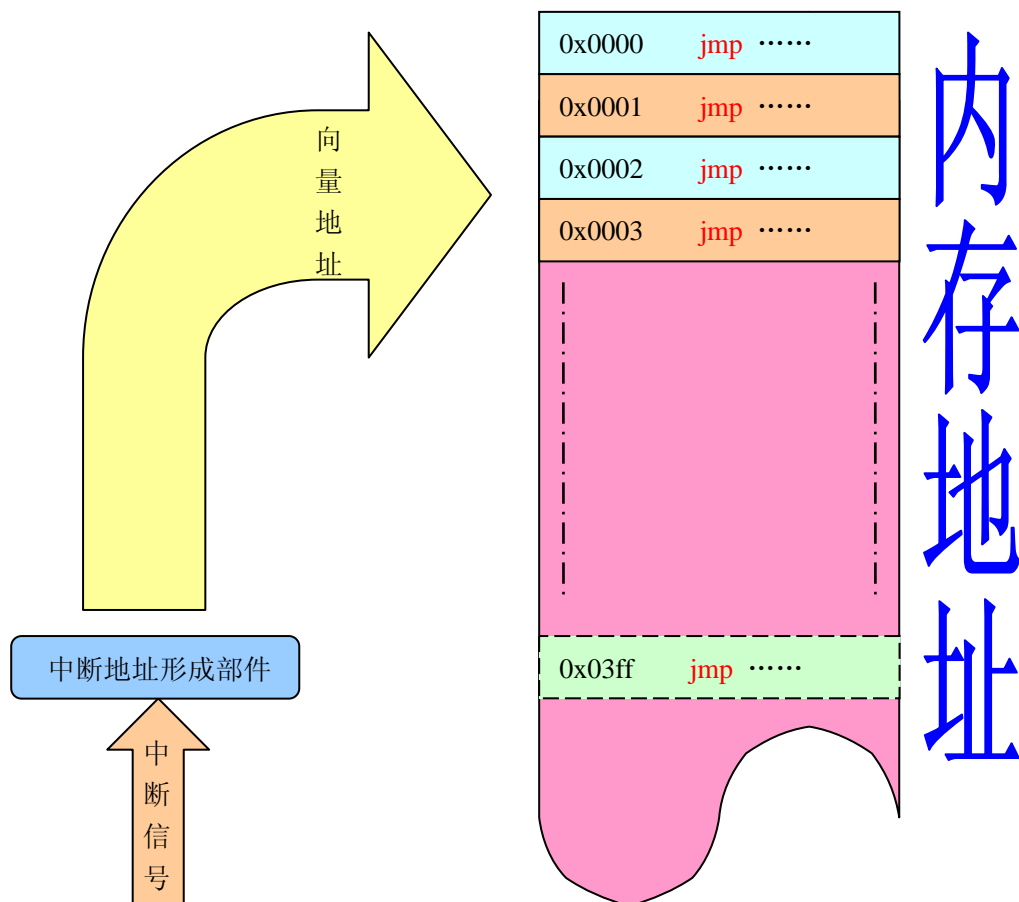 向量地址
中断地址形成部件
中断信号
0x0000 jmp ……
0x0001 jmp ……
0x0002 jmp ……
0x0003 jmp ……
0x03ff jmp ……
内存地址